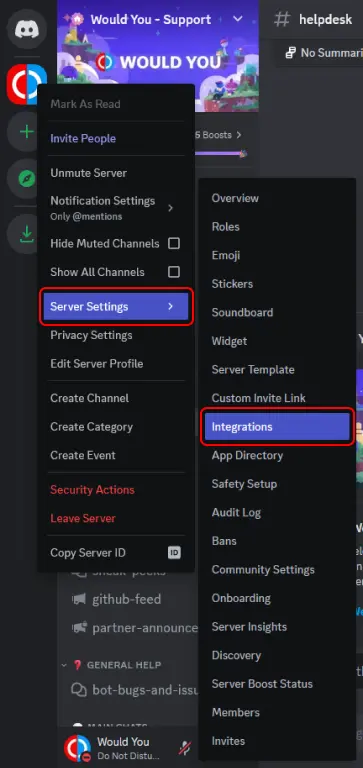 Would You - Support
# helpdesk
WOULD YOU
No Summari
5 Boosts >
Mark As Read
Invite People
Unmute Server
Notification Settings
Only @mentions
Hide Muted Channels
Show All Channels
Server Settings
Privacy Settings
Edit Server Profile
Create Channel
Create Category
Create Event
Security Actions
Leave Server
Copy Server ID
ID
Overview
Roles
Emoji
Stickers
Soundboard
Widget
Server Template
Custom Invite Link
Integrations
App Directory
Safety Setup
Audit Log
Bans
Community Settings
Onboarding
Server Insights
Discovery
Server Boost Status
Members
Invites
sneak-peeks
github-feed
partner-announce
GENERAL HELP
bot-bugs-and-issu
MAIN CHATS
Would You
Do Not Distu...